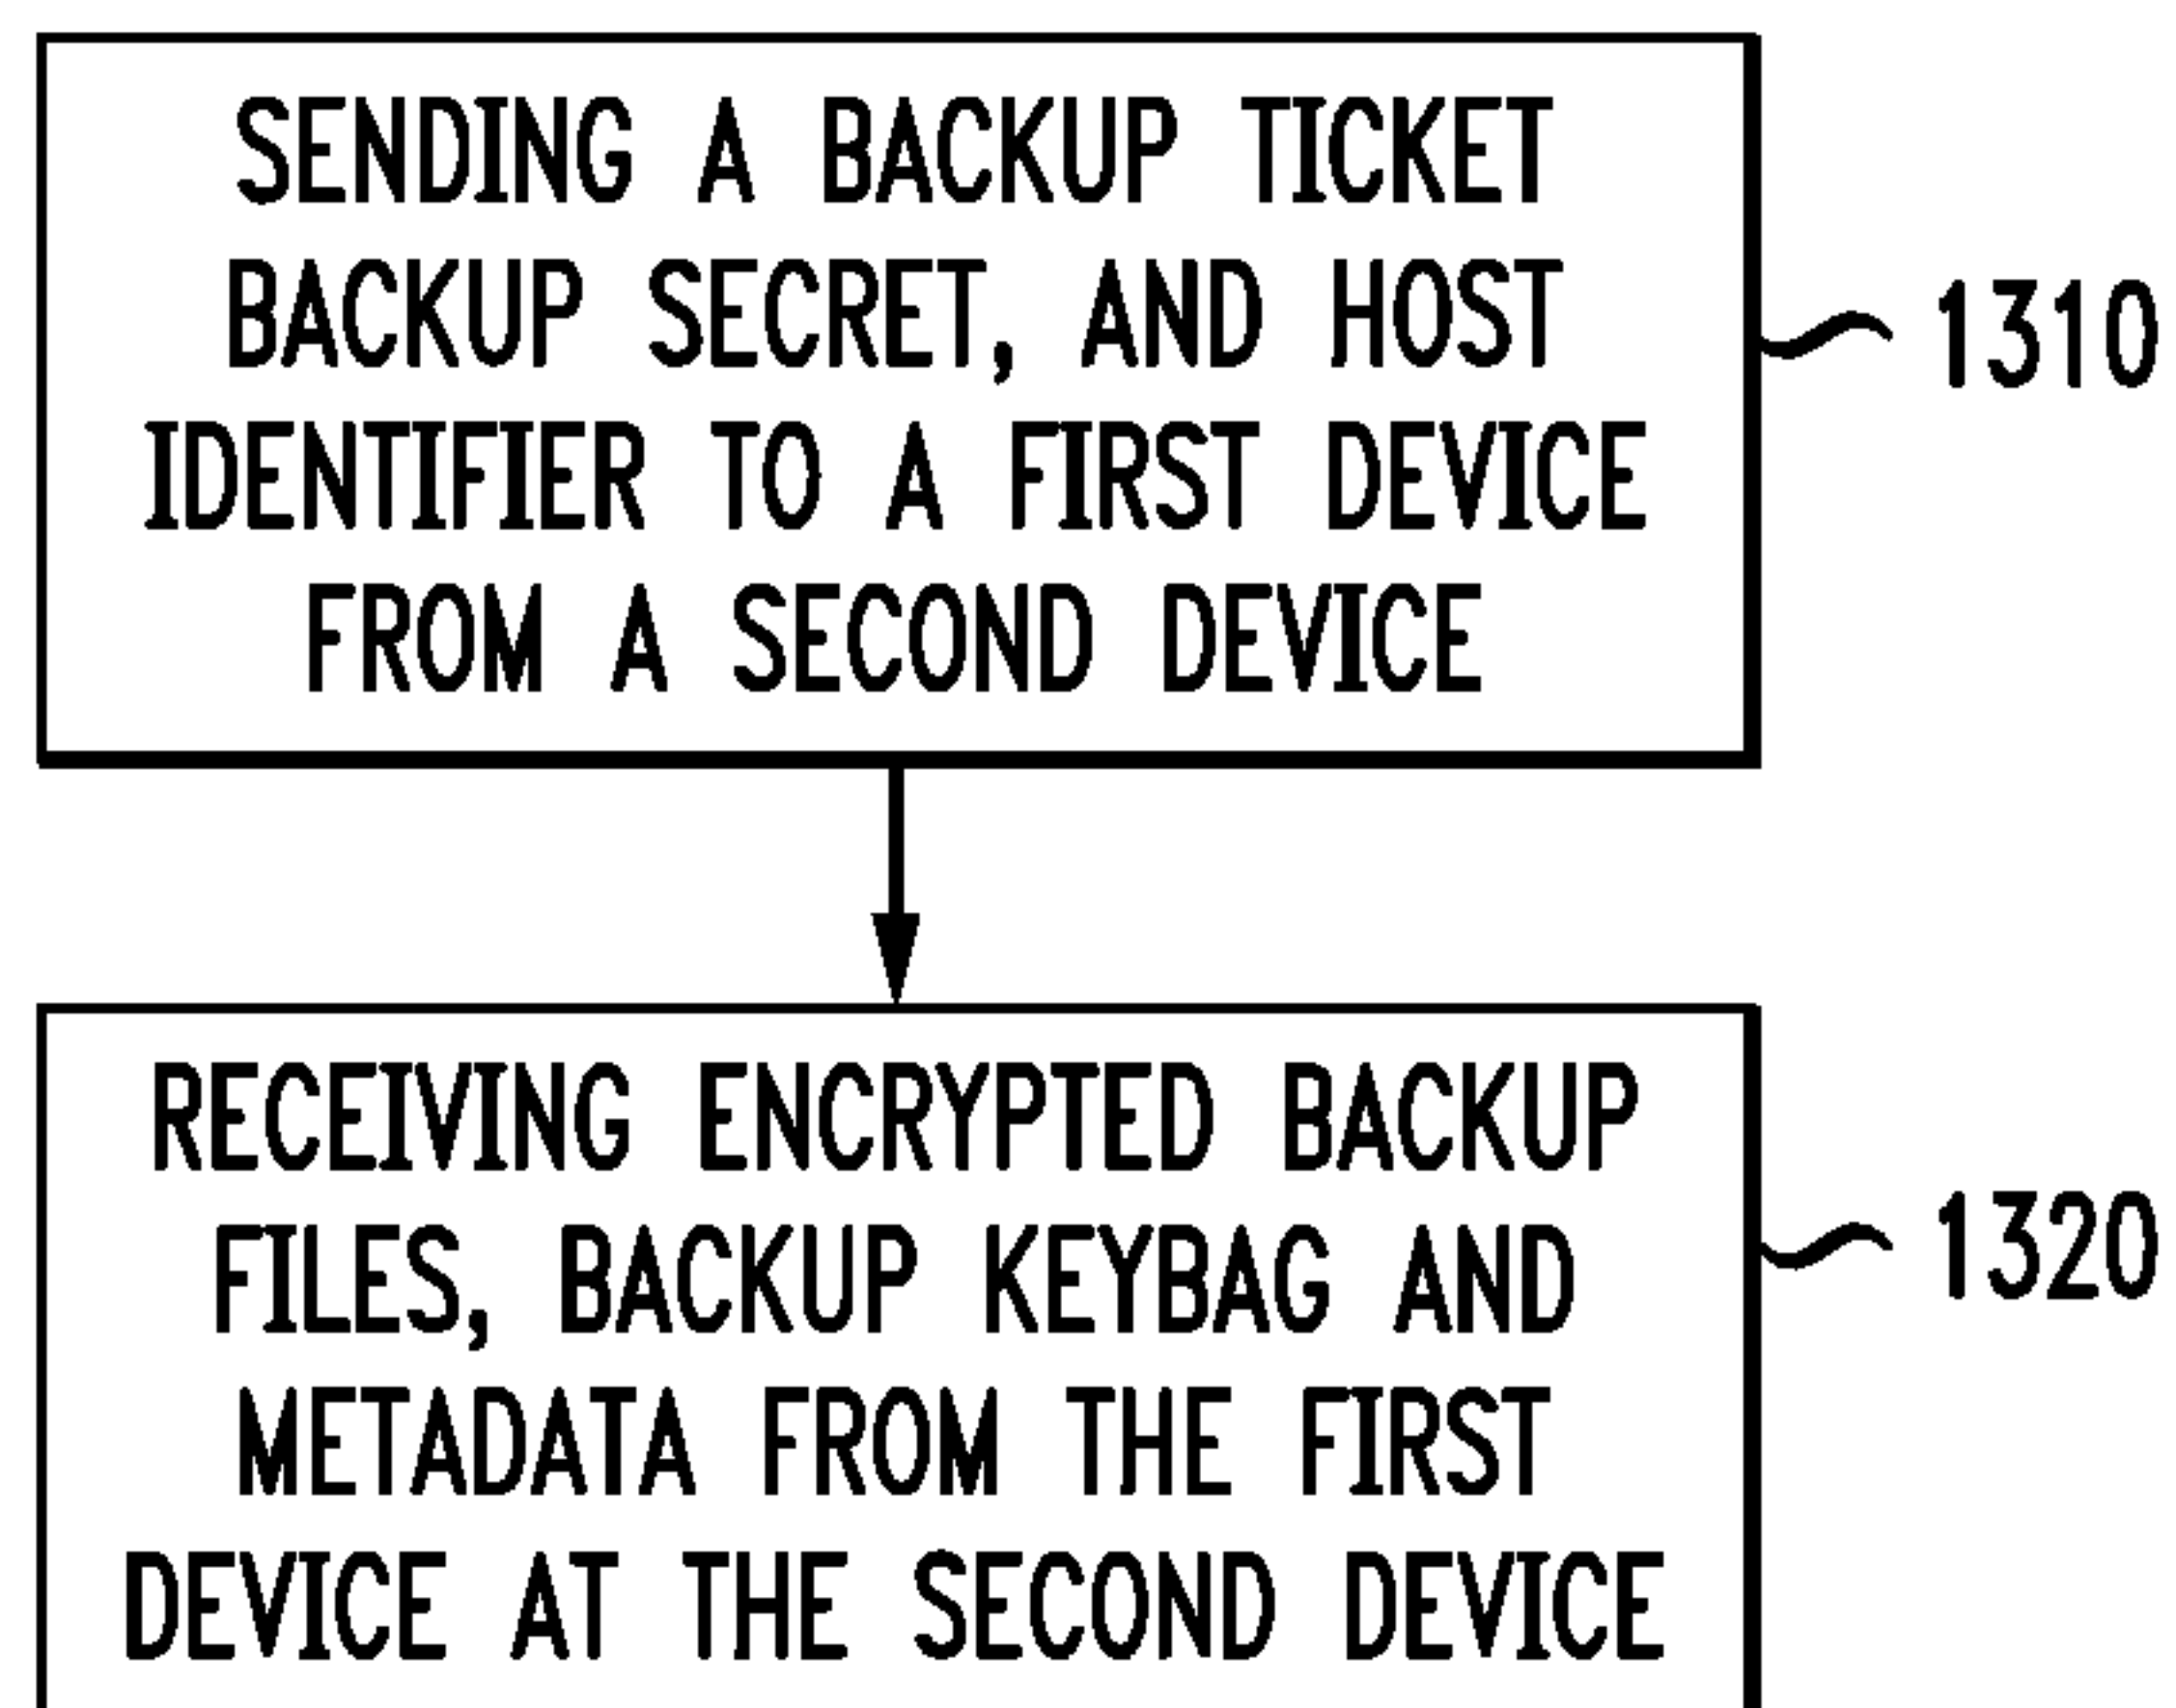 SENDING A BACKUP TICKET
BACKUP SECRET, AND HOST
IDENTIFIER TO A FIRST DEVICE
FROM A SECOND DEVICE
1310
RECEIVING ENCRYPTED BACKUP
FILES, BACKUP KEYBAG AND
METADATA FROM THE FIRST
DEVICE AT THE SECOND DEVICE
1320